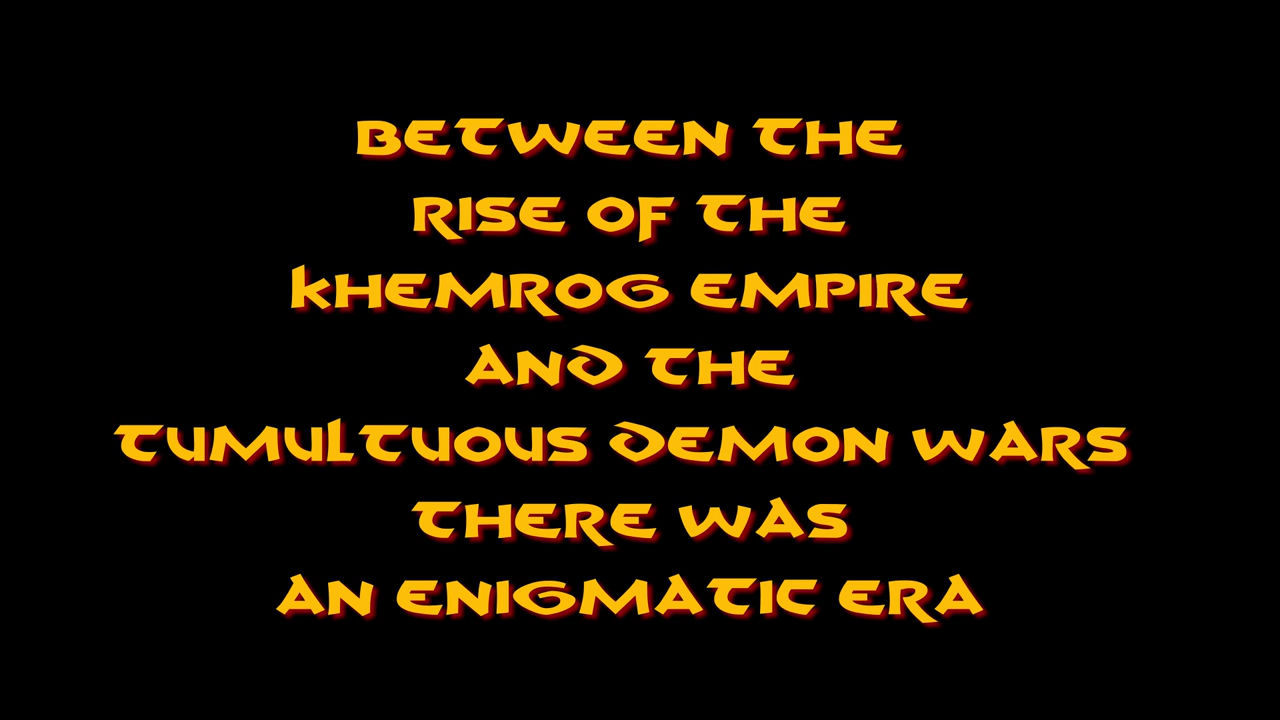 BETWEEN THE
RISE OF THE
KHEMROG EMPIRE
AND THE
TUMULTUOUS DEMON WARS
THERE WAS
AN ENIGMATIC ERA